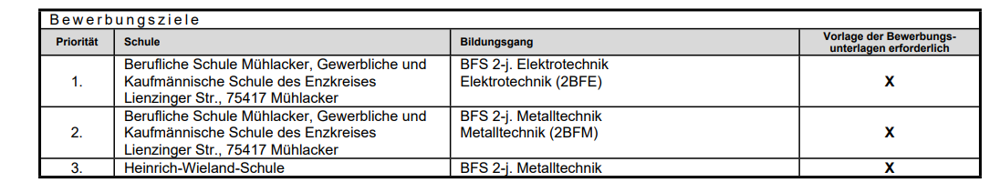 Bewerbungsziele
Priorität Schule Bildungsgang Vorlage der Bewerbungs-
unterlagen erforderlich
1. Berufliche Schule Mühlacker, Gewerbliche und
Kaufmännische Schule des Enzkreises
Lienzinger Str., 75417 Mühlacker
BFS 2-j. Elektrotechnik
Elektrotechnik (2BFE)
X
2. Berufliche Schule Mühlacker, Gewerbliche und
Kaufmännische Schule des Enzkreises
Lienzinger Str., 75417 Mühlacker
BFS 2-j. Metalltechnik
Metalltechnik (2BFM)
X
3. Heinrich-Wieland-Schule BFS 2-j. Metalltechnik X